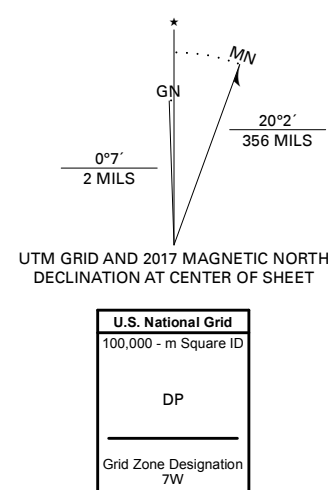 ★
MN
GN
20°2´
356 MILS
0°7´
2 MILS
UTM GRID AND 2017 MAGNETIC NORTH
DECLINATION AT CENTER OF SHEET
U.S. National Grid
100,000 - m Square ID
DP
Grid Zone Designation
7W